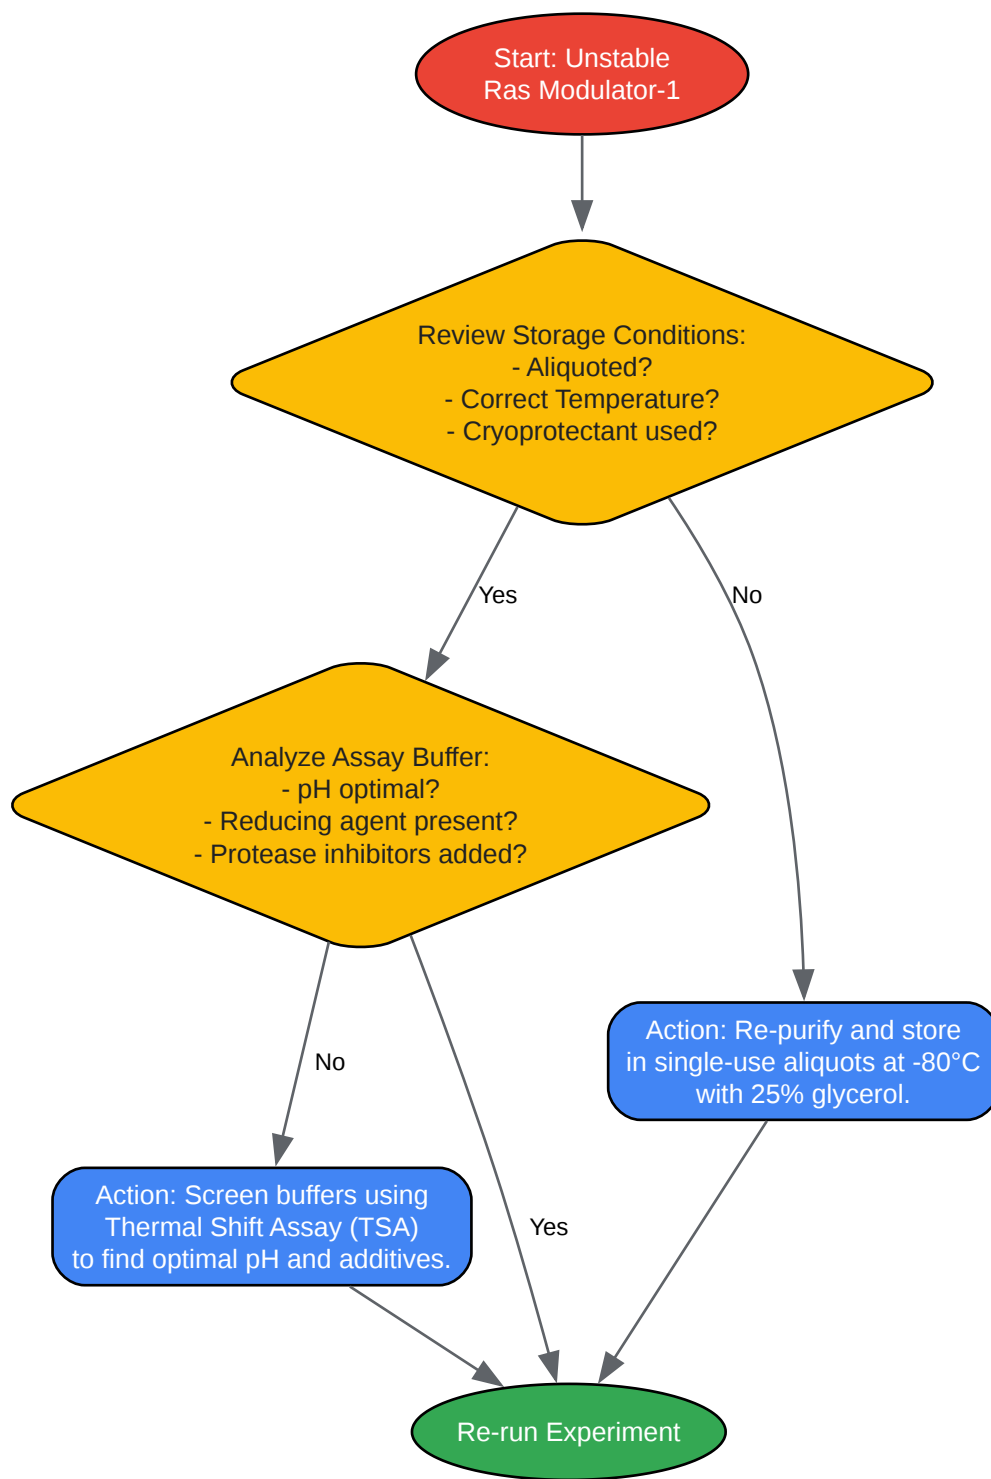 Start: Unstable
Ras Modulator-1
Review Storage Conditions:
- Aliquoted?
- Correct Temperature?
- Cryoprotectant used?
Yes
No
Analyze Assay Buffer:
- pH optimal?
- Reducing agent present?
- Protease inhibitors added?
No
Action: Re-purify and store
in single-use aliquots at -80°C
with 25% glycerol.
Action: Screen buffers using
Thermal Shift Assay (TSA)
to find optimal pH and additives.
Yes
Re-run Experiment